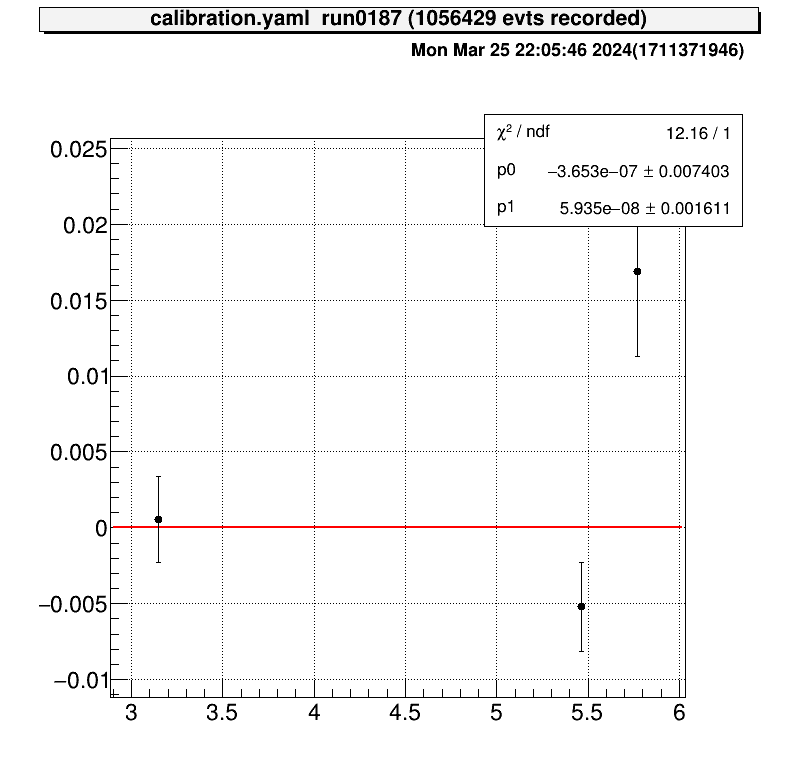 calibration.yaml run0187 (1056429 evts recorded)
Mon Mar 25 22:05:46 2024(1711371946)
χ² / ndf 12.16 / 1
p0 −3.653e−07 ± 0.007403
p1 5.935e−08 ± 0.001611
0.025
0.02
0.015
0.01
0.005
0
−0.005
−0.01
3 3.5 4 4.5 5 5.5 6